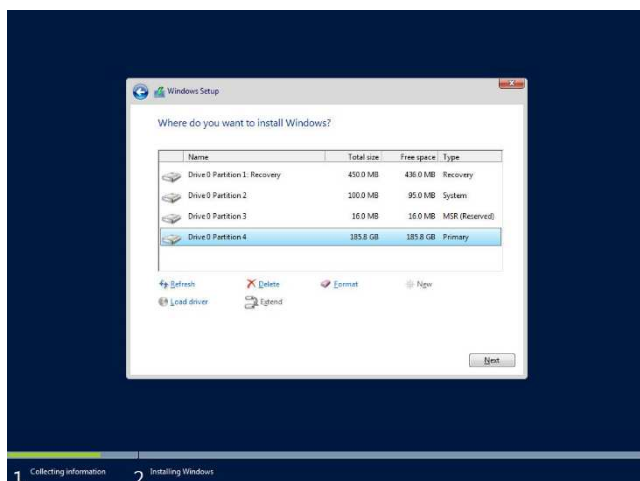 Windows Setup
Where do you want to install Windows?
Name Total size Free space Type
Drive 0 Partition 1: Recovery 450.0 MB 436.0 MB Recovery
Drive 0 Partition 2 100.0 MB 95.0 MB System
Drive 0 Partition 3 16.0 MB 16.0 MB MSR (Reserved)
Drive 0 Partition 4 185.8 GB 185.8 GB Primary
Refresh Delete Format New
Load driver Extend
Next
1 Collecting information 2 Installing Windows